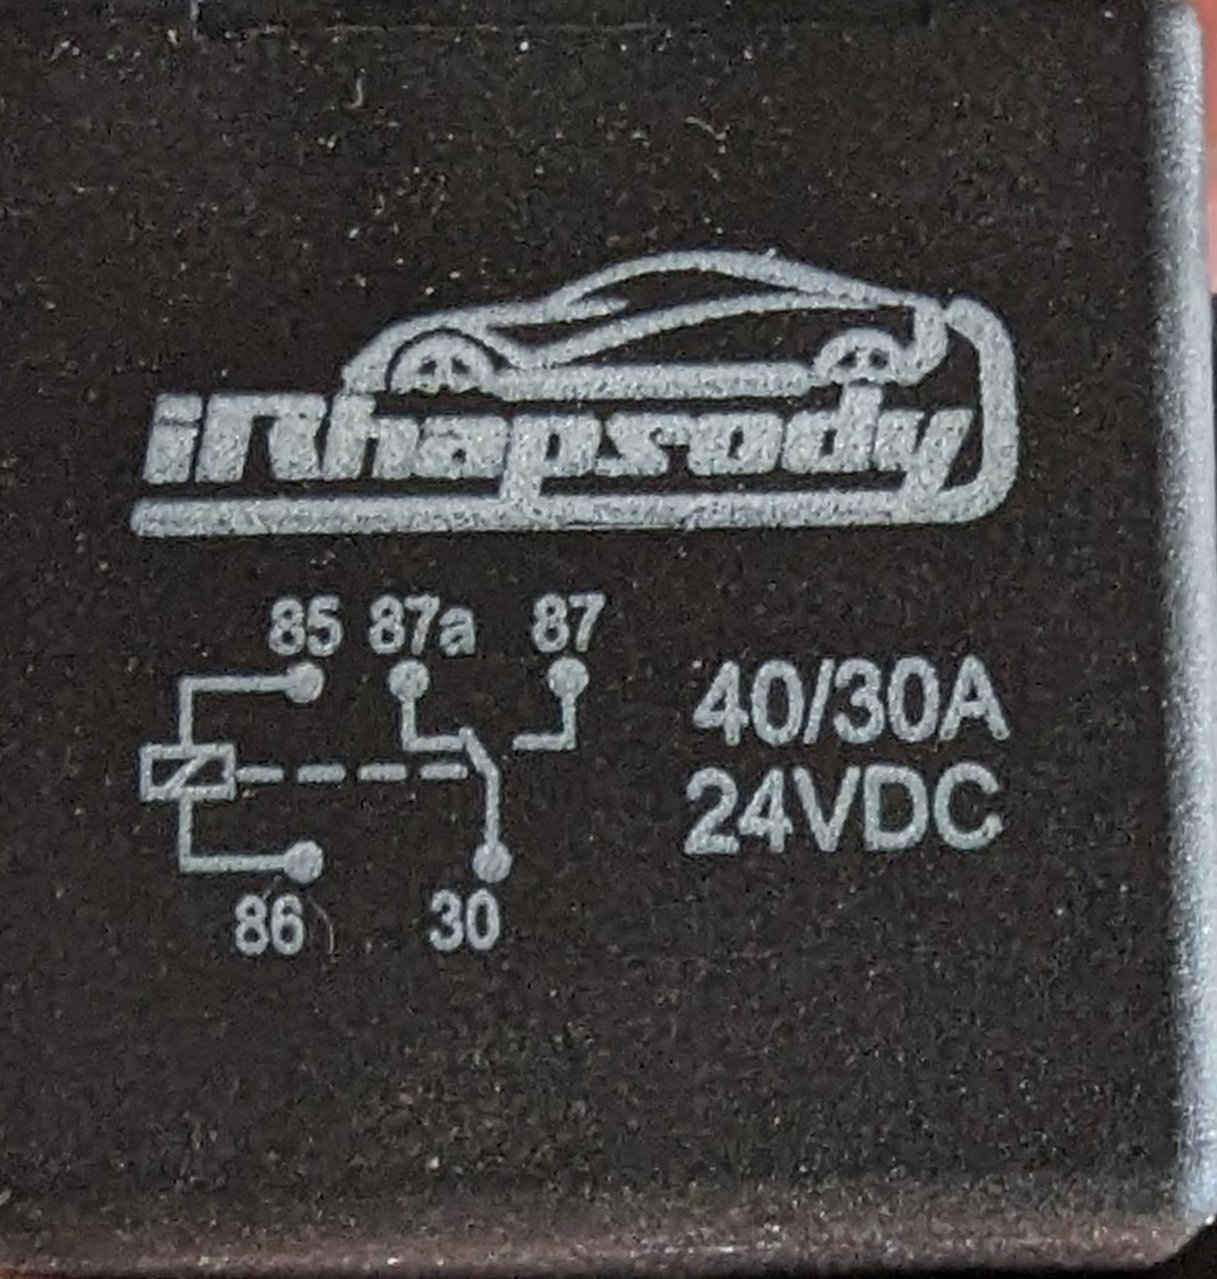 iRhapsody
85 87a 87
40/30A
24VDC
86 30